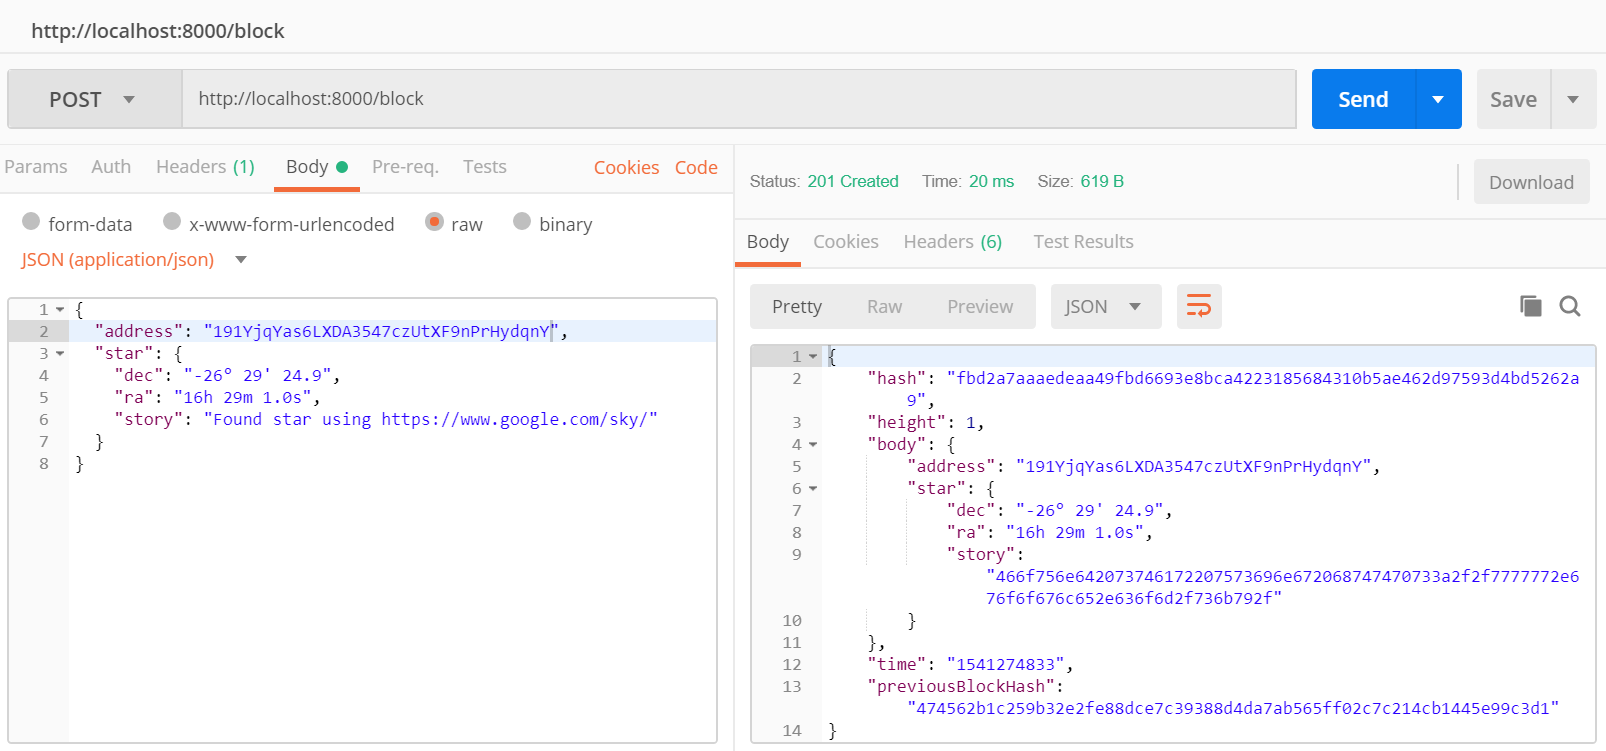 http://localhost:8000/block
POST http://localhost:8000/block Send Save
Params Auth Headers (1) Body Pre-req. Tests Cookies Code
form-data x-www-form-urlencoded raw binary
JSON (application/json)
1 {
2 "address": "191YjqYas6LXDA3547czUtXF9nPrHydqnY",
3 "star": {
4 "dec": "-26° 29' 24.9",
5 "ra": "16h 29m 1.0s",
6 "story": "Found star using https://www.google.com/sky/"
7 }
8 }
Status: 201 Created Time: 20 ms Size: 619 B Download
Body Cookies Headers (6) Test Results
Pretty Raw Preview JSON
1 {
2 "hash": "fbd2a7aaaedeaa49fbd6693e8bca4223185684310b5ae462d97593d4bd5262a
9",
3 "height": 1,
4 "body": {
5 "address": "191YjqYas6LXDA3547czUtXF9nPrHydqnY",
6 "star": {
7 "dec": "-26° 29' 24.9",
8 "ra": "16h 29m 1.0s",
9 "story":
"466f756e642073746172207573696e672068747470733a2f2f7777772e6
76f6f676c652e636f6d2f736b792f"
10 }
11 },
12 "time": "1541274833",
13 "previousBlockHash":
"474562b1c259b32e2fe88dce7c39388d4da7ab565ff02c7c214cb1445e99c3d1"
14 }